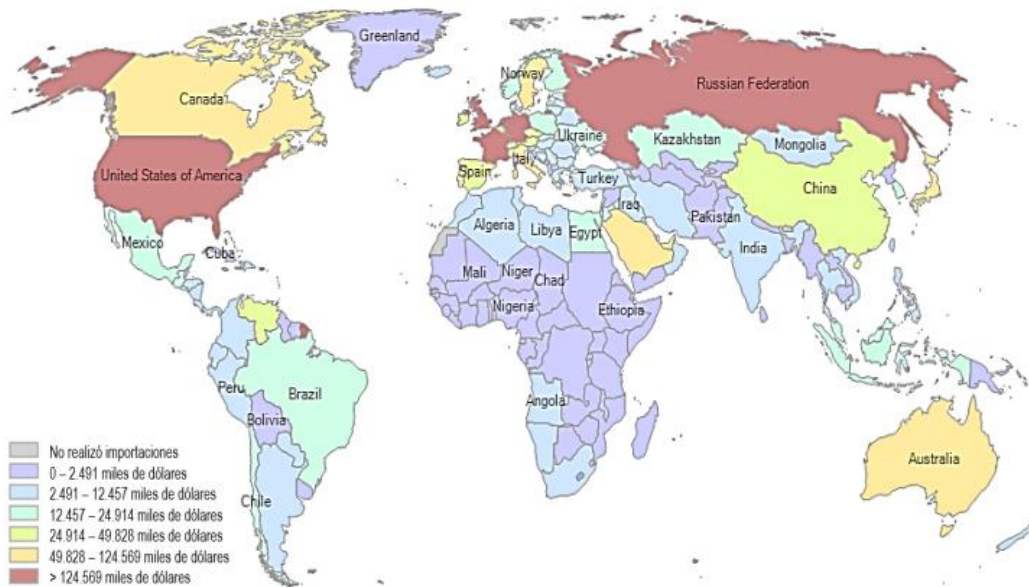 Greenland
Norway
Russian Federation
Canada
Ukraine
Kazakhstan
Mongolia
Italy
United States of America
Spain
Turkey
China
Iraq
Algeria
Pakistan
Libya
Egypt
Mexico
India
Cuba
Mali
Niger
Chad
Nigeria
Ethiopia
Peru
Brazil
Angola
Bolivia
Australia
Chile
No realizó importaciones
0 – 2.491 miles de dólares
2.491 – 12.457 miles de dólares
12.457 – 24.914 miles de dólares
24.914 – 49.828 miles de dólares
49.828 – 124.569 miles de dólares
> 124.569 miles de dólares